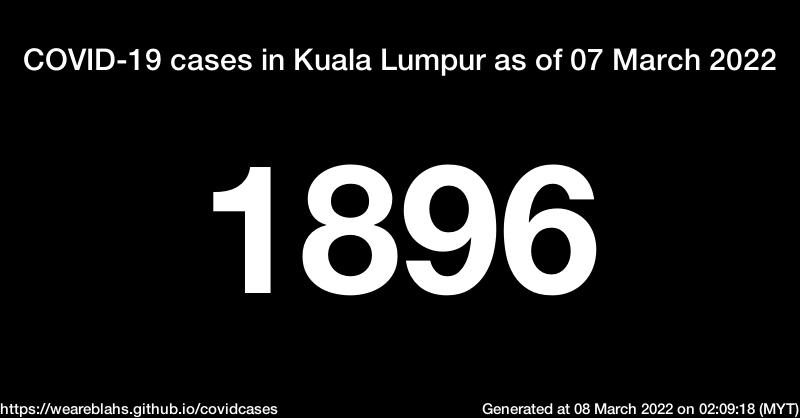 COVID-19 cases in Kuala Lumpur as of 07 March 2022
1896
https://weareblahs.github.io/covidcases
Generated at 08 March 2022 on 02:09:18 (MYT)